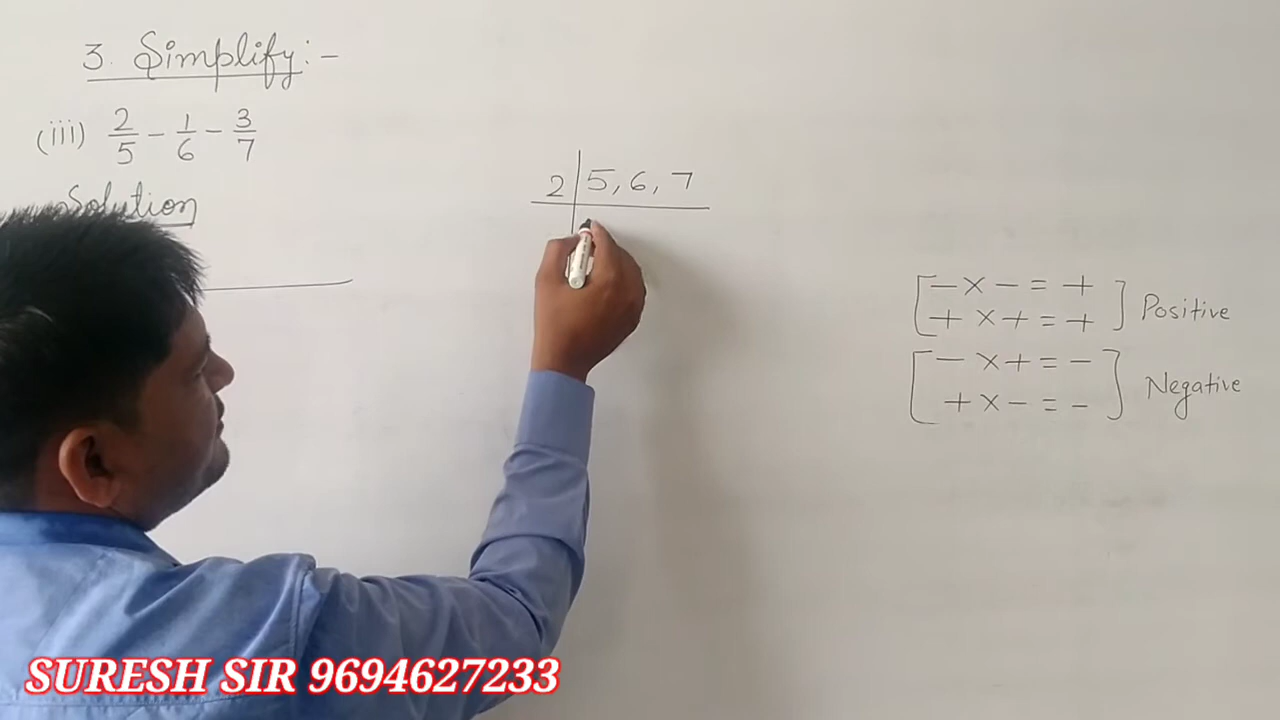 3. Simplify:-
(iii) 2/5 - 1/6 - 3/7
Solution
2 | 5, 6, 7
[- × - = +
+ × + = +] Positive
[- × + = -
+ × - = -] Negative
SURESH SIR 9694627233